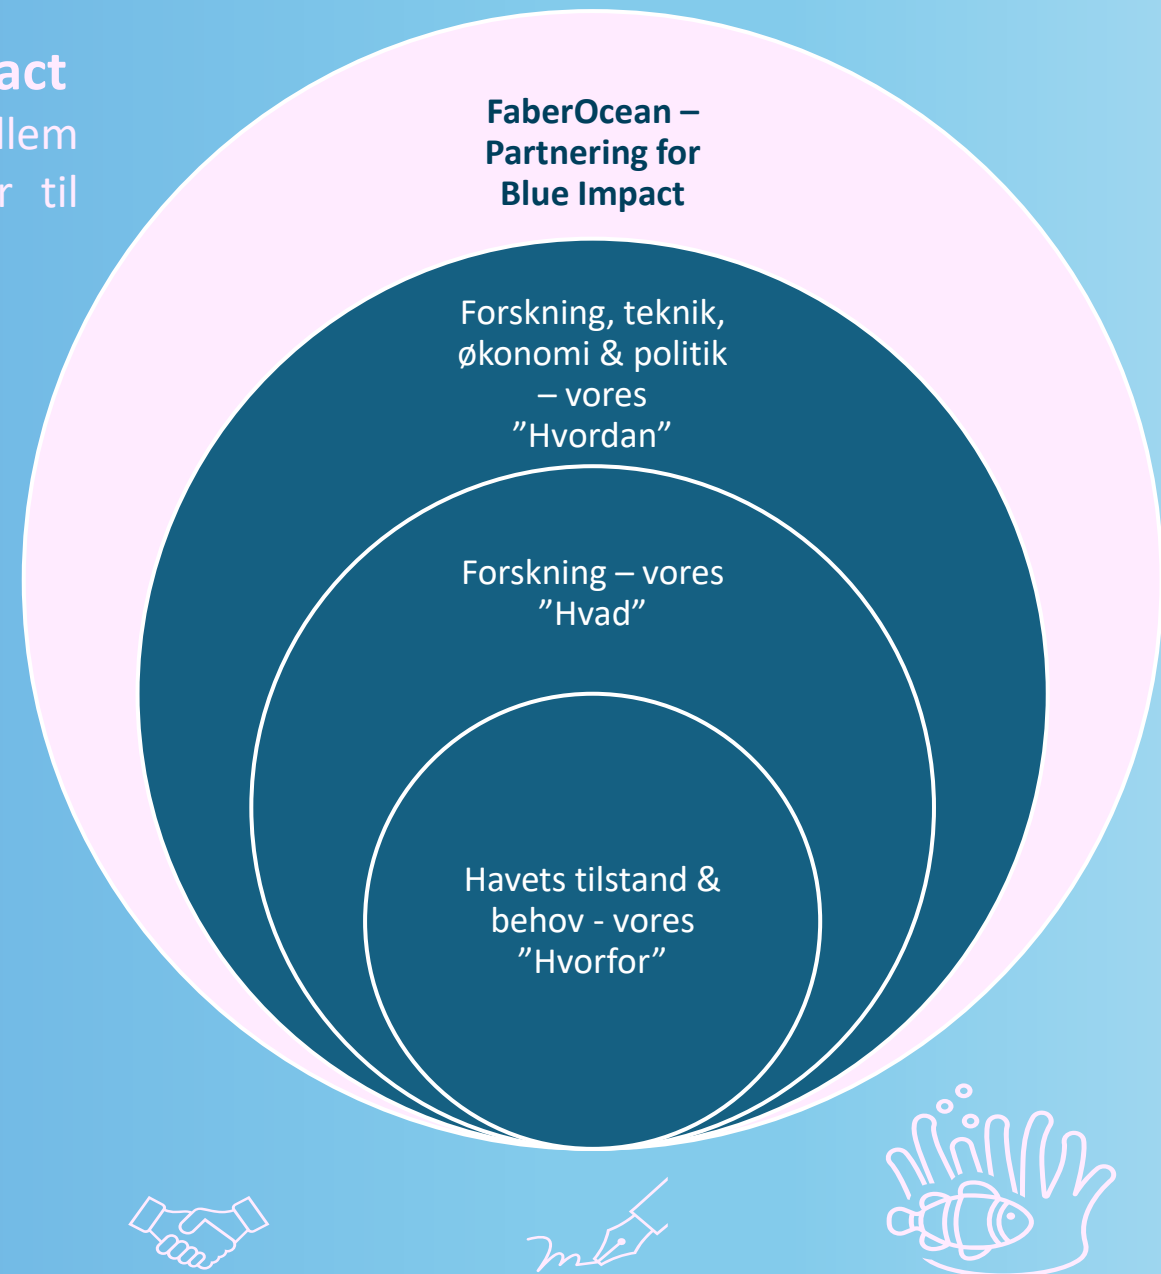 act
llem
r til
FaberOcean –
Partnering for
Blue Impact
Forskning, teknik,
økonomi & politik
– vores
”Hvordan”
Forskning – vores
”Hvad”
Havets tilstand &
behov - vores
”Hvorfor”